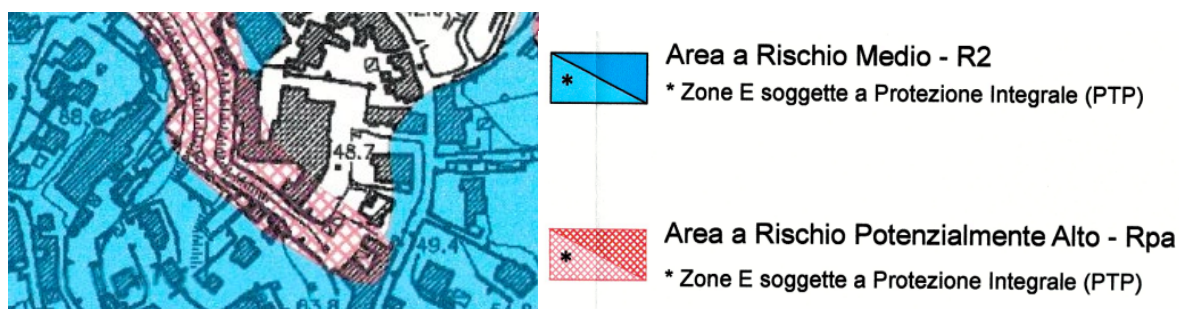 48.7
49.4
Area a Rischio Medio - R2
*
* Zone E soggette a Protezione Integrale (PTP)
Area a Rischio Potenzialmente Alto - Rpa
*
* Zone E soggette a Protezione Integrale (PTP)